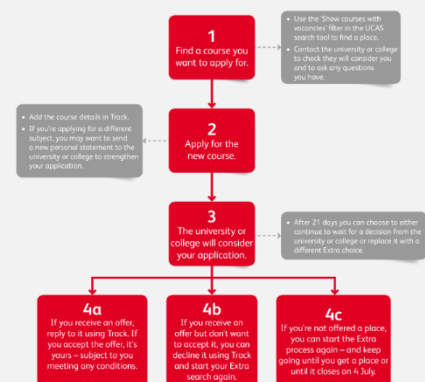 1
Find a course you
want to apply for.
• Use the 'Show courses with
vacancies' filter in the UCAS
search tool to find a place.
• Contact the university or college
to check they will consider you
and to ask any questions
you have.
• Add the course details in Track.
• If you're applying for a different
subject, you may want to send
a new personal statement to the
university or college to strengthen
your application.
2
Apply for the
new course.
3
The university or
college will consider
your application.
• After 21 days you can choose to either
continue to wait for a decision from the
university or college or replace it with a
different Extra choice.
4a
If you receive an offer,
reply to it using Track. If
you accept the offer, it's
yours – subject to you
meeting any conditions.
4b
If you receive an
offer but don't want
to accept it, you can
decline it using Track
and start your Extra
search again.
4c
If you're not offered a place,
you can start the Extra
process again – and keep
going until you get a place or
until it closes on 4 July.